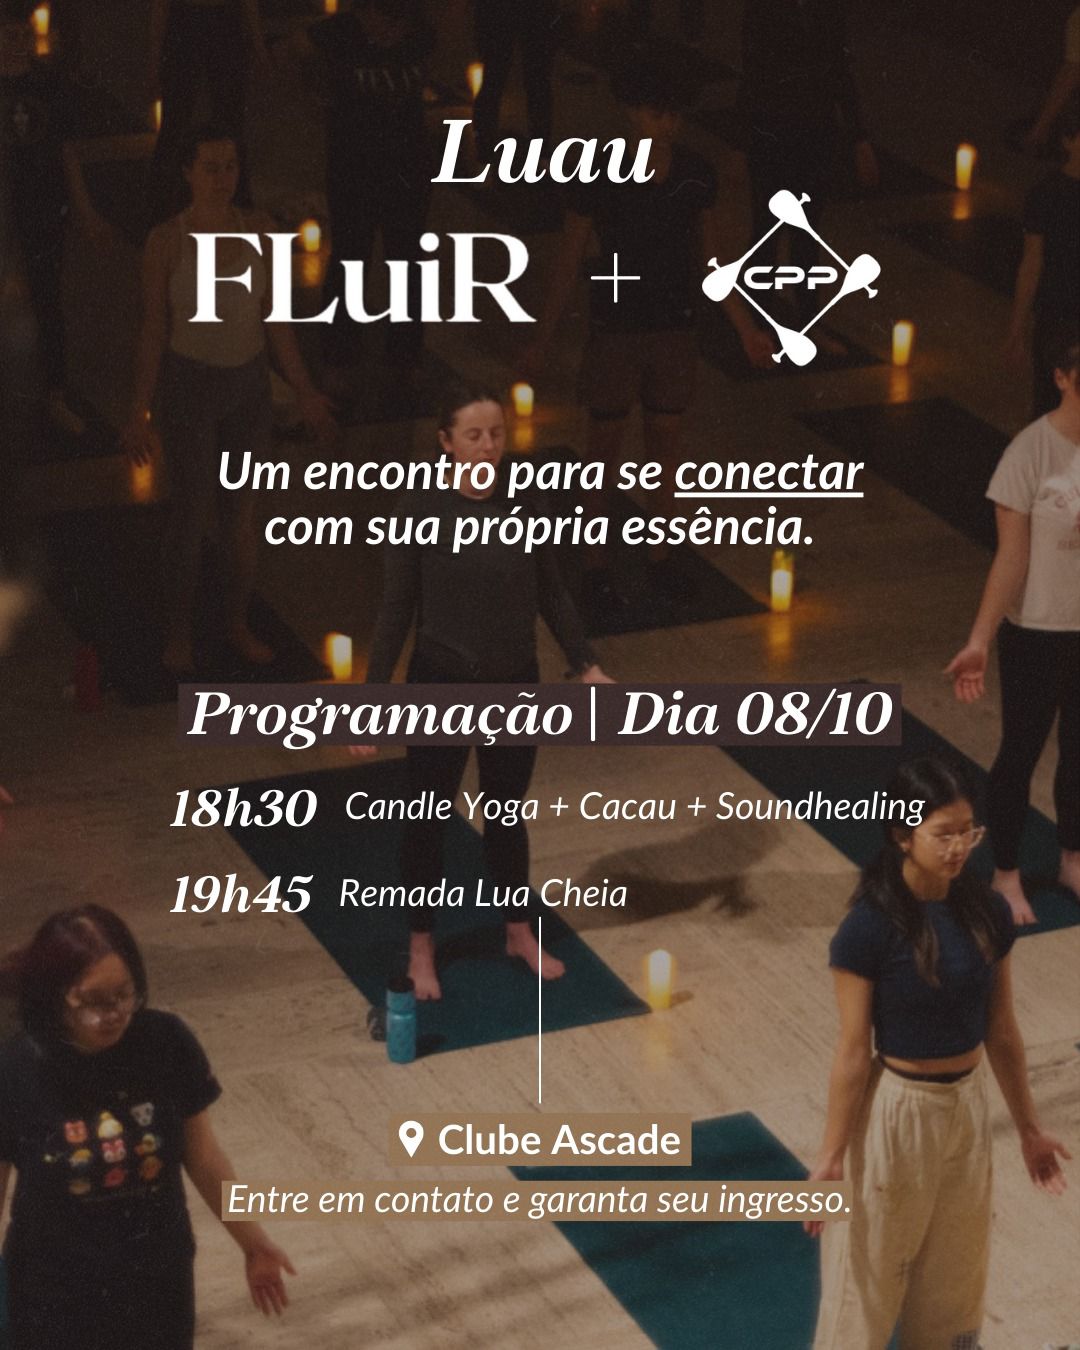 Luau
FLuiR + CPP
Um encontro para se conectar
com sua própria essência.
Programação | Dia 08/10
18h30 Candle Yoga + Cacau + Soundhealing
19h45 Remada Lua Cheia
Clube Ascade
Entre em contato e garanta seu ingresso.